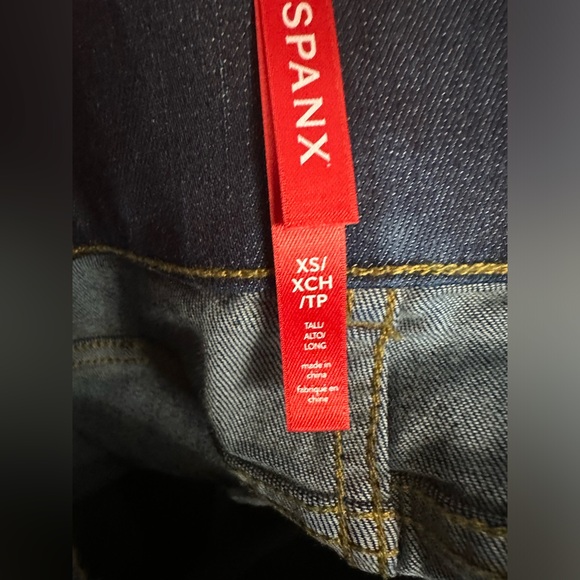 SPANX
XS/
XCH
/TP
TALL/
ALTO/
LONG
made in
china
fabriqué en
chine